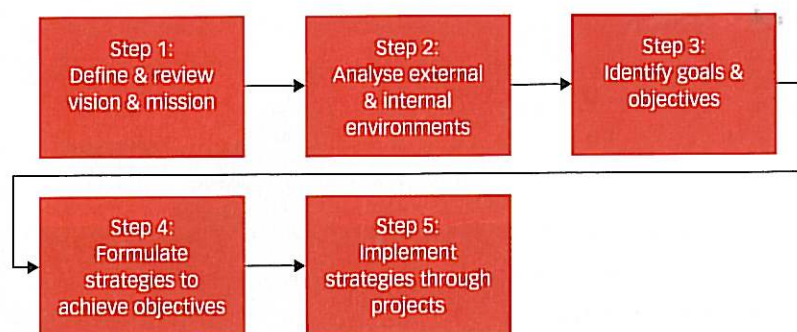 Step 1:
Define & review
vision & mission
Step 2:
Analyse external
& internal
environments
Step 3:
Identify goals &
objectives
Step 4:
Formulate
strategies to
achieve objectives
Step 5:
Implement
strategies through
projects